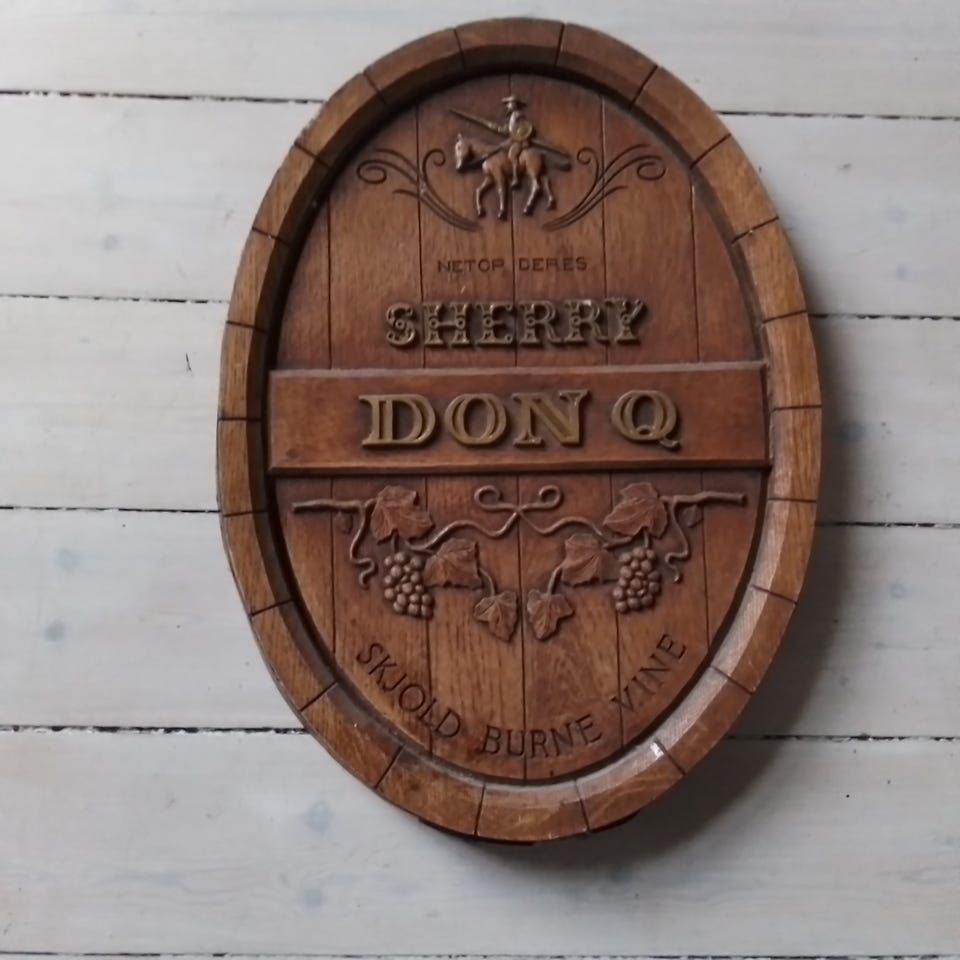 NETOP DERES
SHERRY
DON Q
SKJOLD BURNE VINE